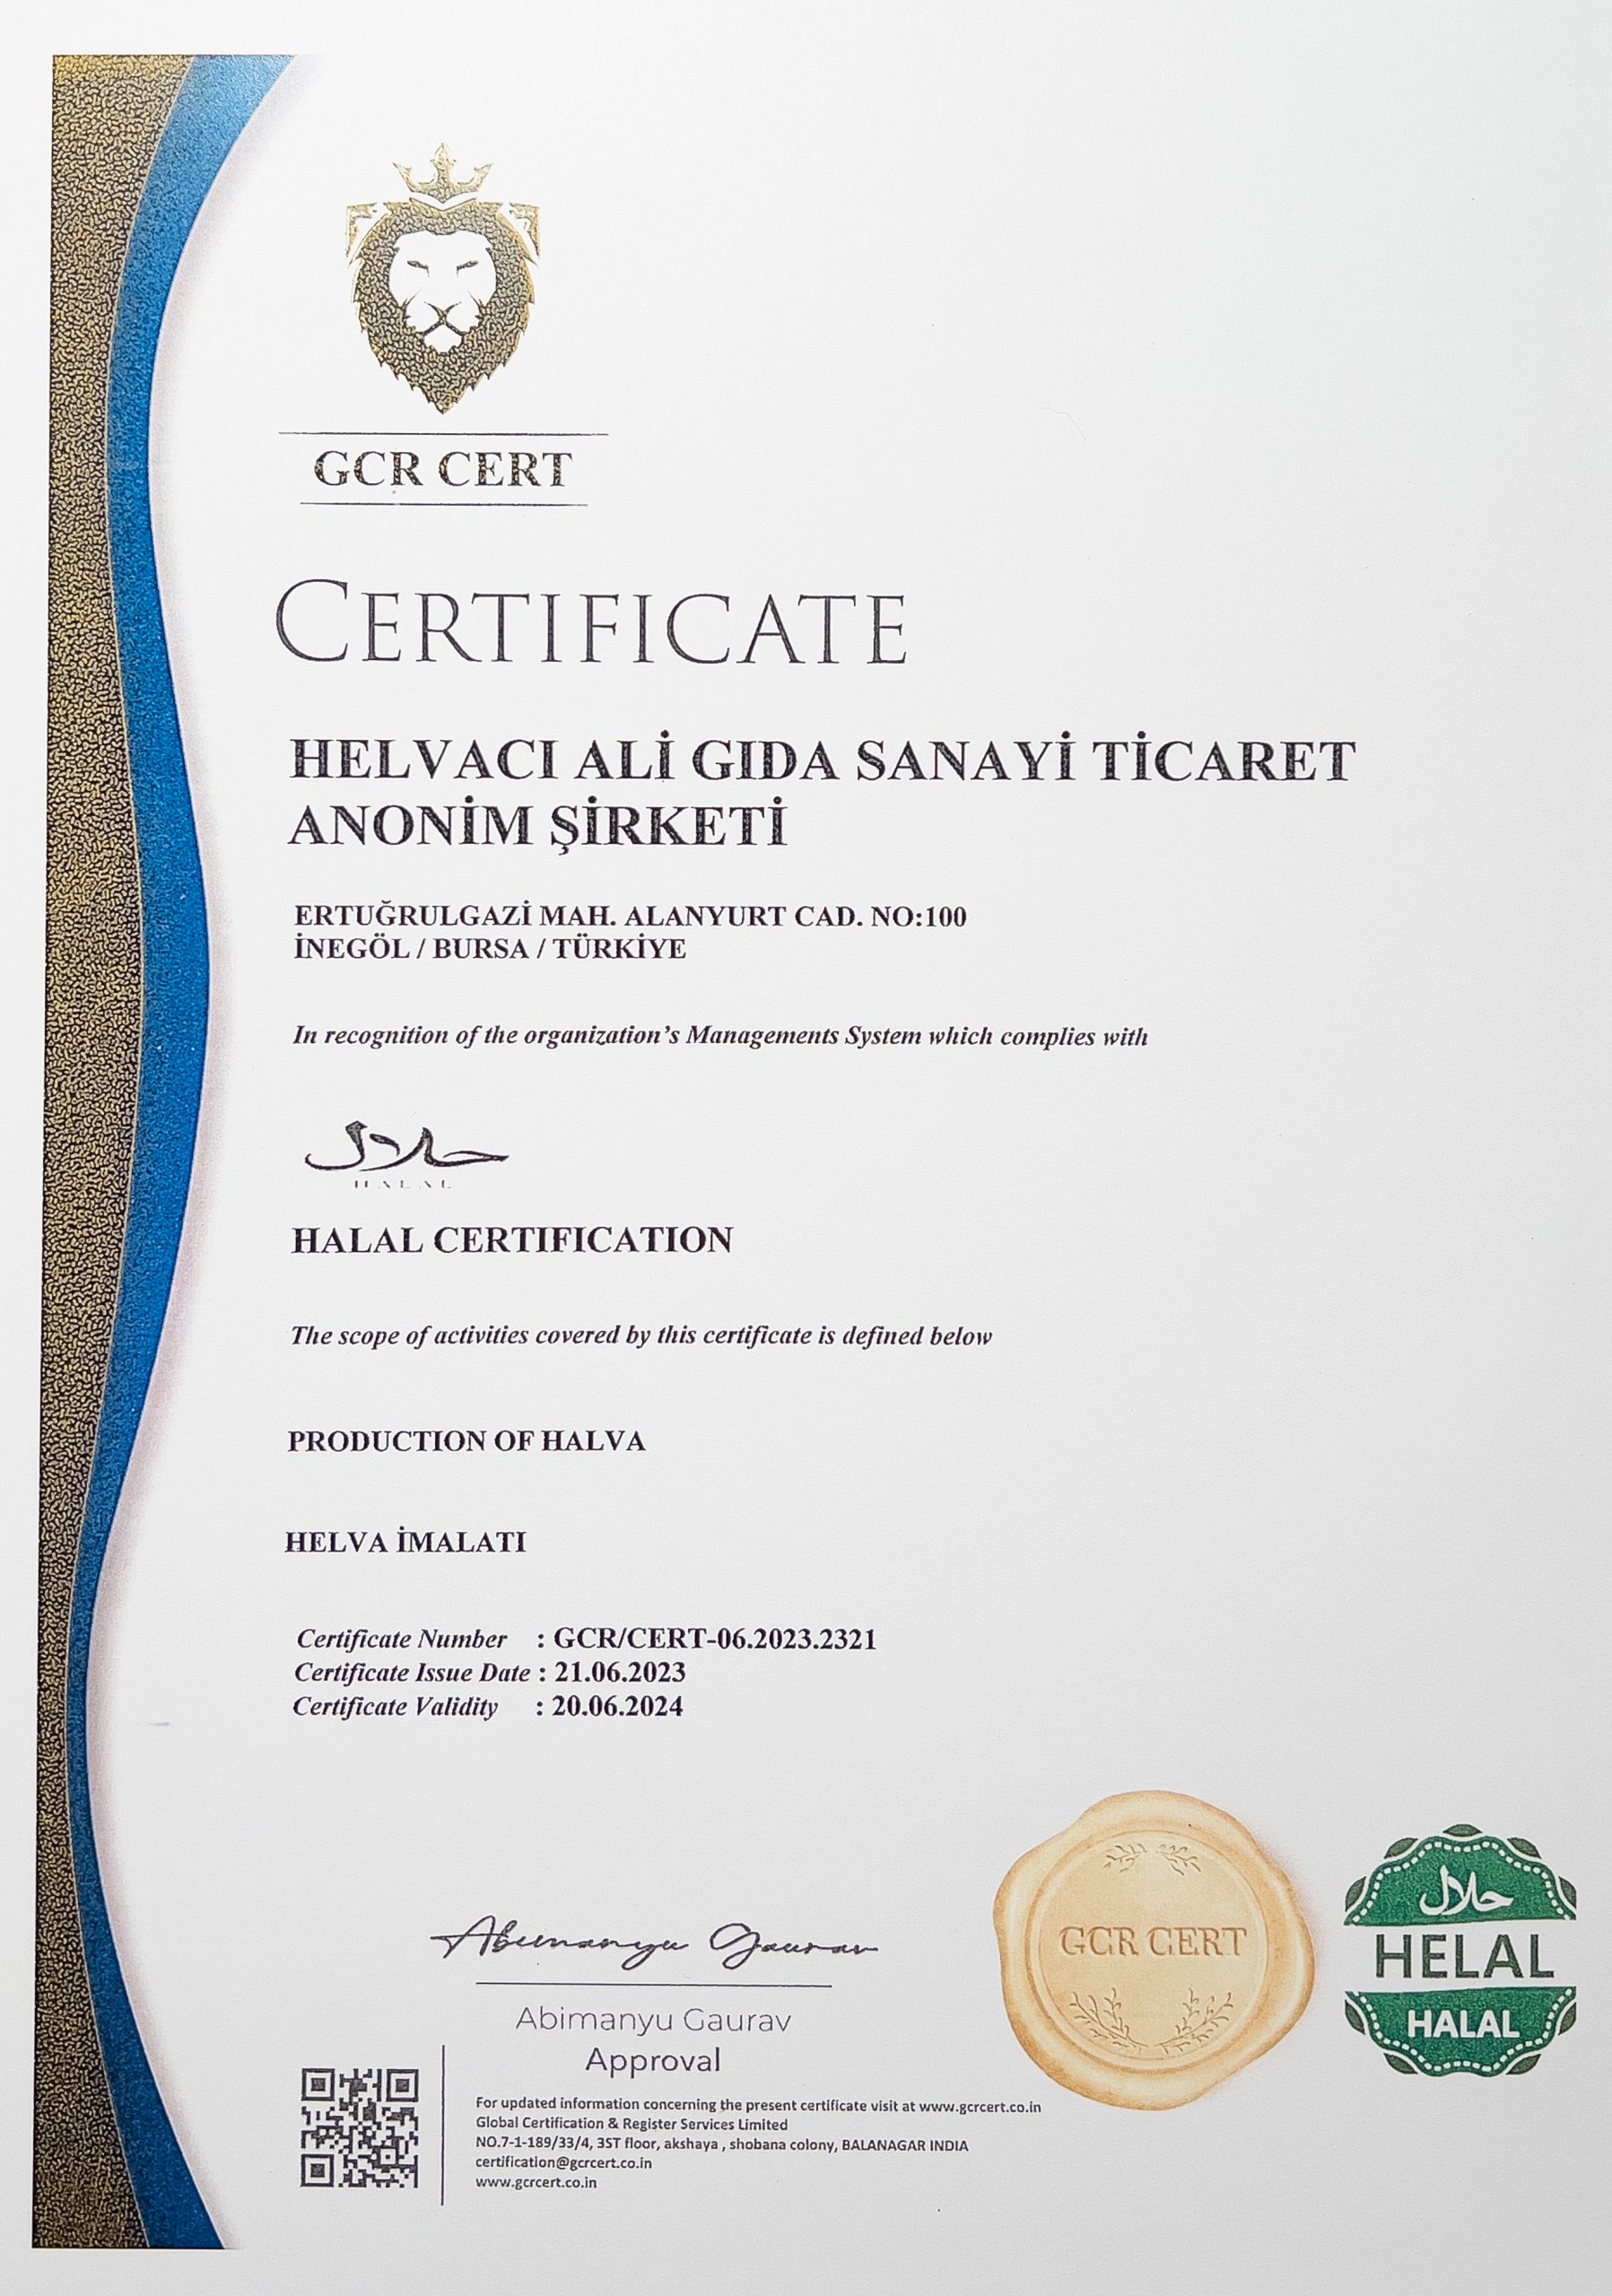 GCR CERT
CERTIFICATE
HELVACI ALİ GIDA SANAYİ TİCARET
ANONİM ŞİRKETİ
ERTUĞRULGAZİ MAH. ALANYURT CAD. NO:100
İNEGÖL / BURSA / TÜRKİYE
In recognition of the organization's Managements System which complies with
حلال
HALAL
HALAL CERTIFICATION
The scope of activities covered by this certificate is defined below
PRODUCTION OF HALVA
HELVA İMALATI
Certificate Number : GCR/CERT-06.2023.2321
Certificate Issue Date : 21.06.2023
Certificate Validity : 20.06.2024
Abimanyu Gaurav
Abimanyu Gaurav
Approval
For updated information concerning the present certificate visit at www.gcrcert.co.in
Global Certification & Register Services Limited
NO.7-1-189/33/4, 3ST floor, akshaya , shobana colony, BALANAGAR INDIA
certification@gcrcert.co.in
www.gcrcert.co.in
GCR CERT
حلال
HELAL
HALAL